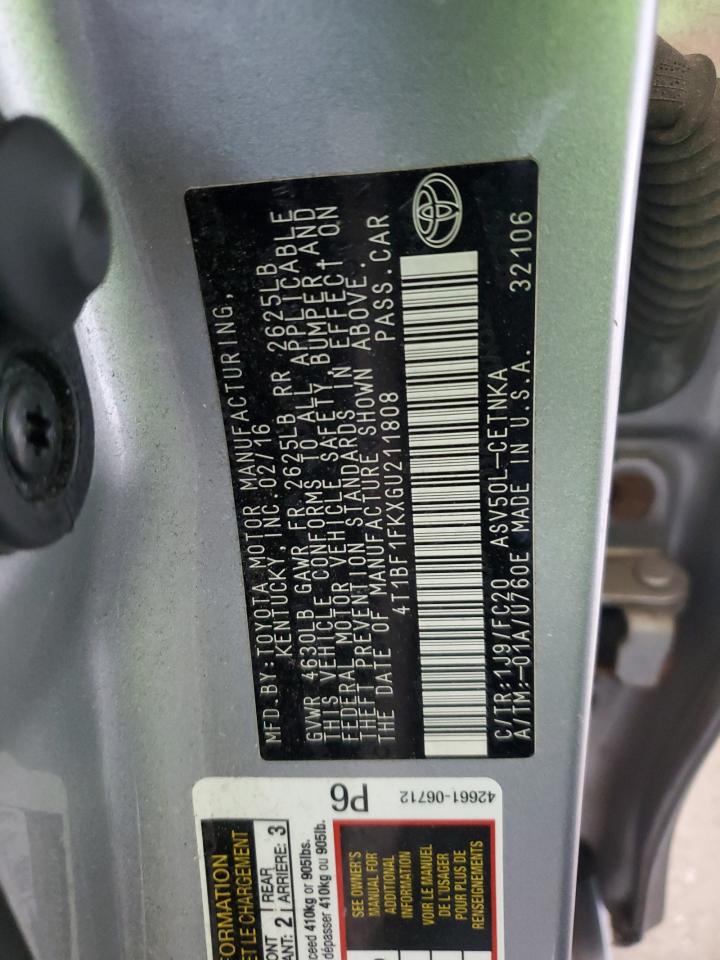 MFD. BY: TOYOTA MOTOR MANUFACTURING,
KENTUCKY, INC. 02/16
GVWR 4630LB GAWR FR 2625LB RR 2625LB
THIS VEHICLE CONFORMS TO ALL APPLICABLE
FEDERAL MOTOR VEHICLE SAFETY, BUMPER AND
THEFT PREVENTION STANDARDS IN EFFECT ON
THE DATE OF MANUFACTURE SHOWN ABOVE.
4T1BF1FKXGU211808 PASS.CAR
C/TR:1J9/FC20 ASV50L-CETNKA
A/TM:-01A/U760E MADE IN U.S.A. 32106
P6
42661-06712
ET LE CHARGEMENT
2 REAR
ARRIÈRE: 3
410kg or 905lbs.
dépasser 410kg ou 905lb.
SEE OWNER'S
MANUAL FOR
ADDITIONAL
INFORMATION
VOIR LE MANUEL
DE L'USAGER
POUR PLUS DE
RENSEIGNEMENTS